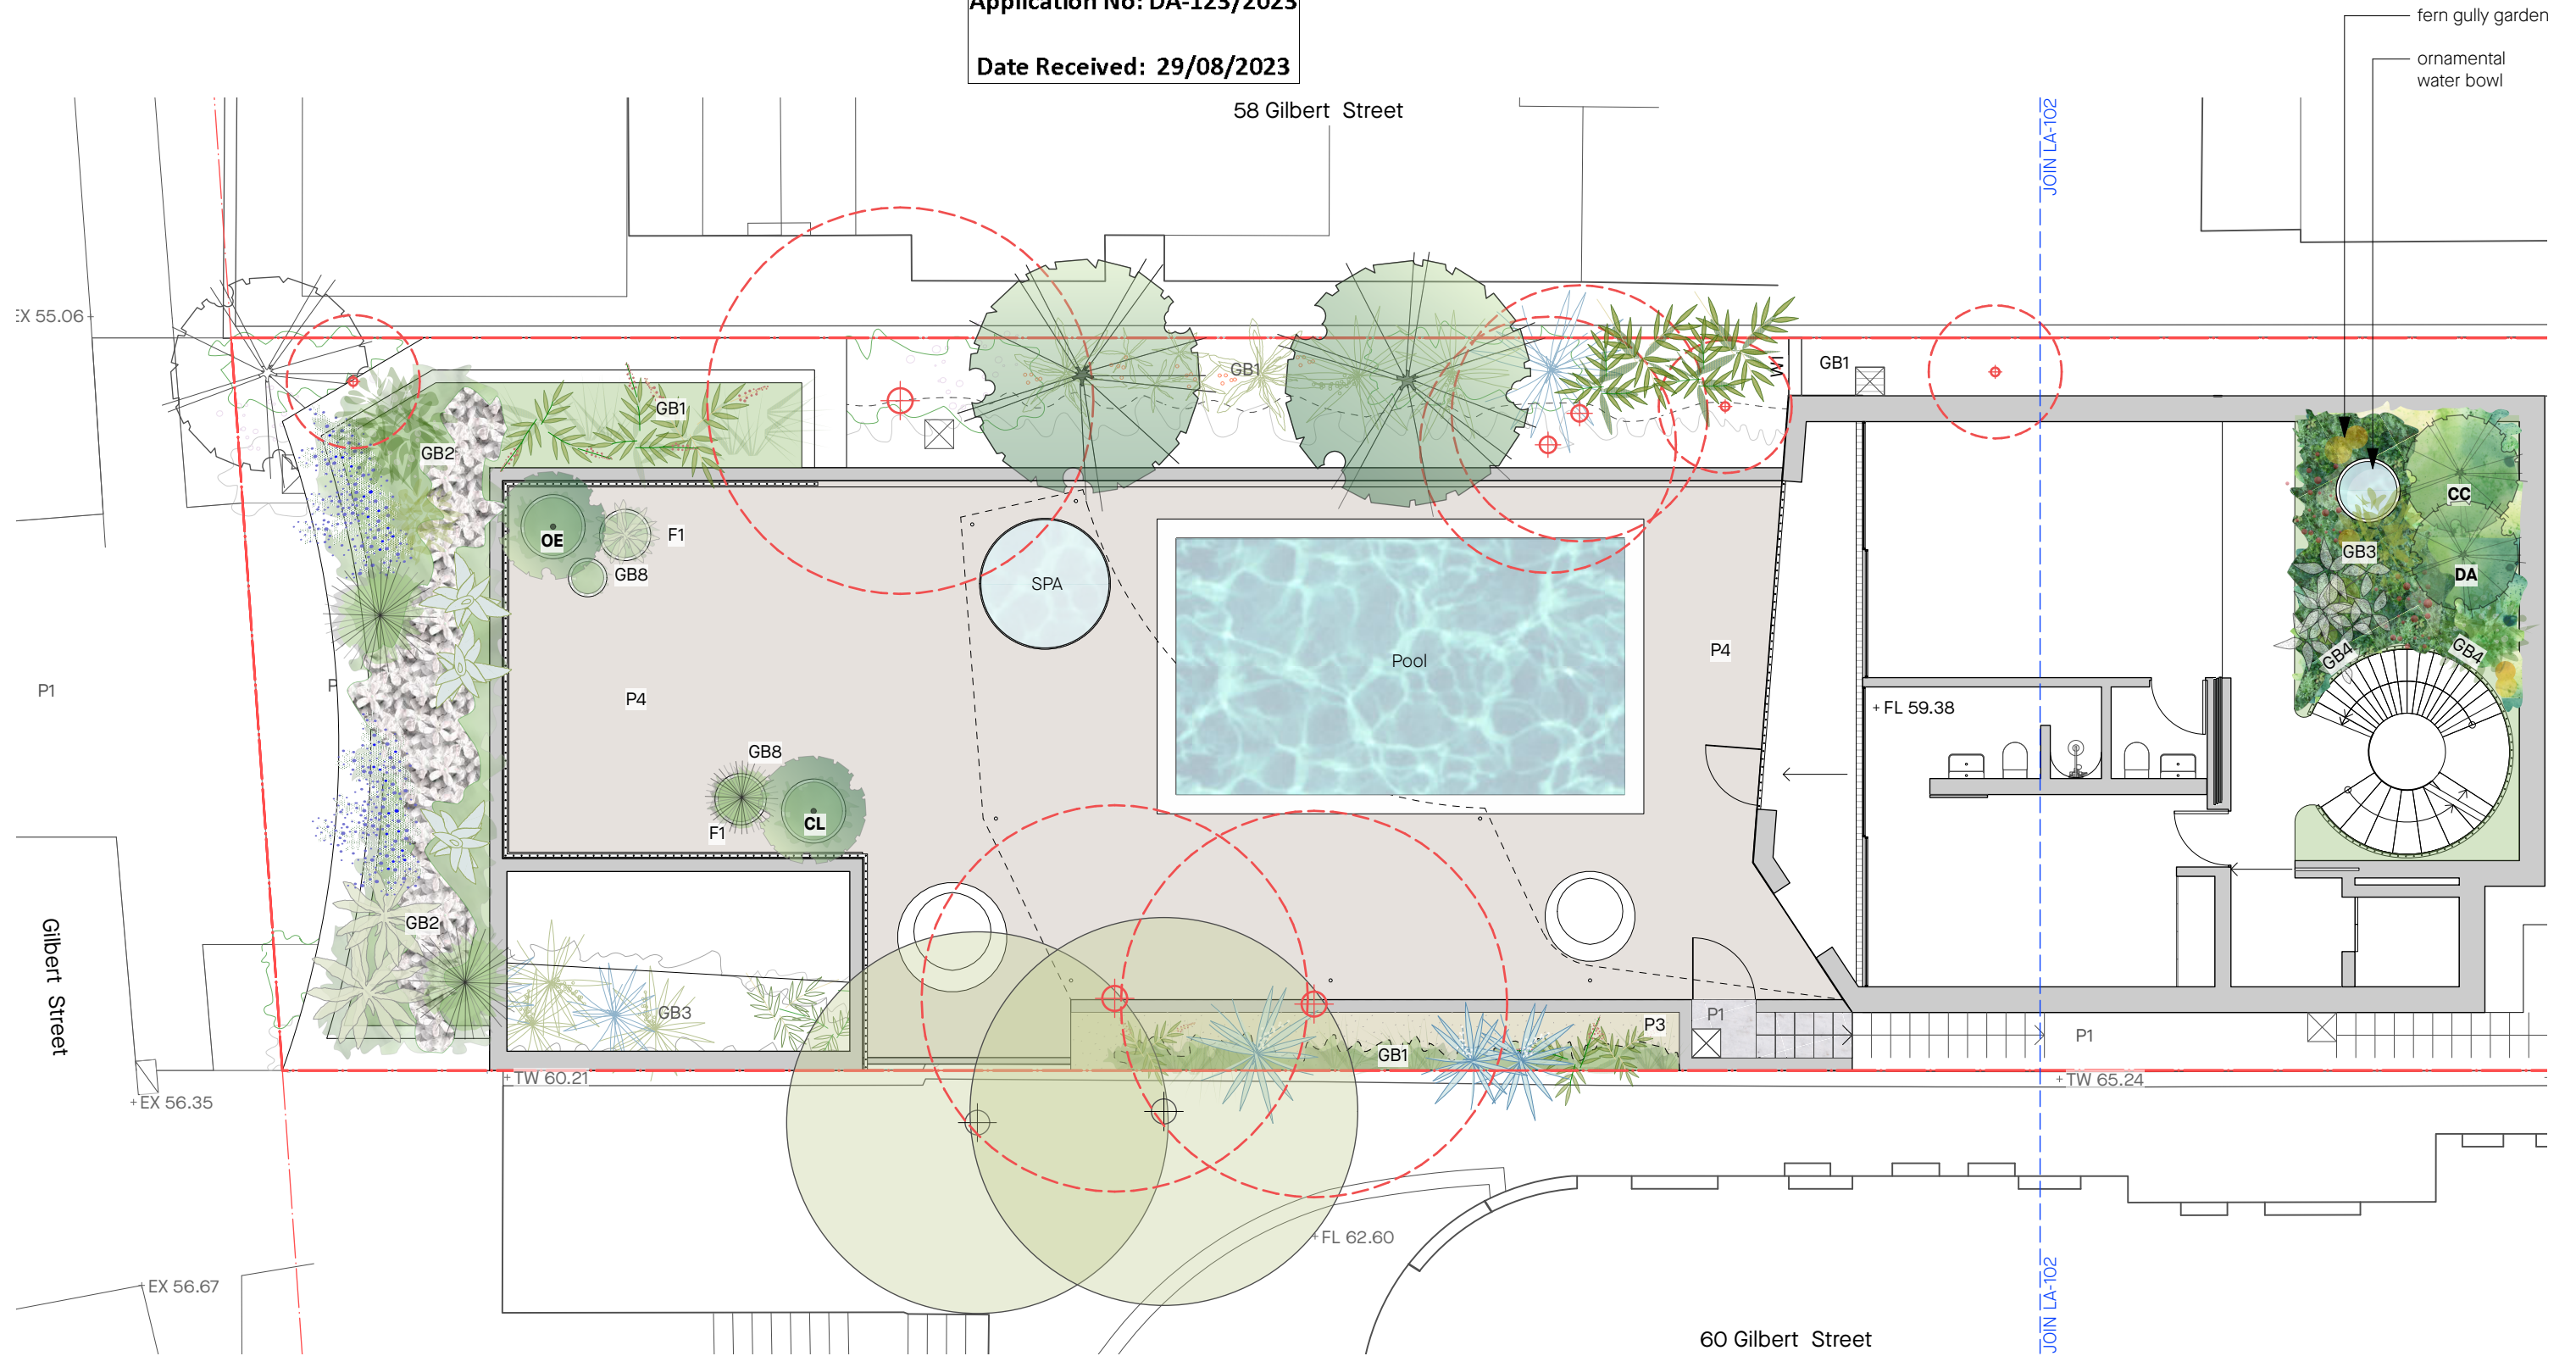 Application No: DA-123/2023
Date Received: 29/08/2023
fern gully garden
ornamental
water bowl
58 Gilbert Street
JOIN LA-102
EX 55.06
GB1
GB1
GB1
GB2
W1
OE
F1
GB8
SPA
Pool
P4
P4
P1
P
GB8
F1
CL
CC
GB3
DA
GB4
GB4
FL 59.38
GB2
GB3
Gilbert Street
P3
P1
GB1
P1
TW 60.21
TW 65.24
EX 56.35
FL 62.60
EX 56.67
60 Gilbert Street
JOIN LA-102